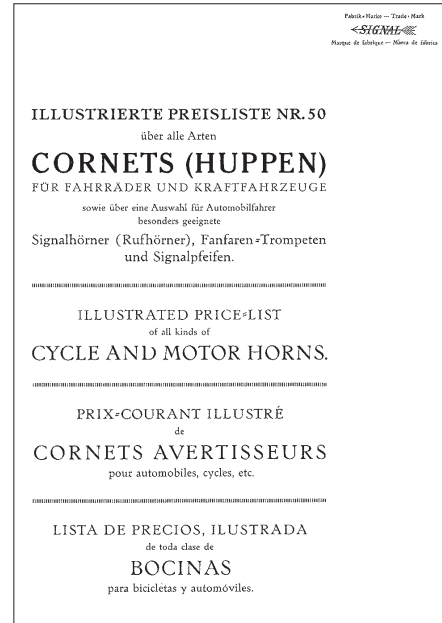 Fabrik=Marke — Trade=Mark
SIGNAL
Marque de fabrique — Marca de fábrica
ILLUSTRIERTE PREISLISTE NR. 50
über alle Arten
CORNETS (HUPPEN)
FÜR FAHRRÄDER UND KRAFTFAHRZEUGE
sowie über eine Auswahl für Automobilfahrer
besonders geeignete
Signalhörner (Rufhörner), Fanfaren=Trompeten
und Signalpfeifen.
ILLUSTRATED PRICE=LIST
of all kinds of
CYCLE AND MOTOR HORNS.
PRIX=COURANT ILLUSTRÉ
de
CORNETS AVERTISSEURS
pour automobiles, cycles, etc.
LISTA DE PRECIOS, ILUSTRADA
de toda clase de
BOCINAS
para bicicletas y automóviles.